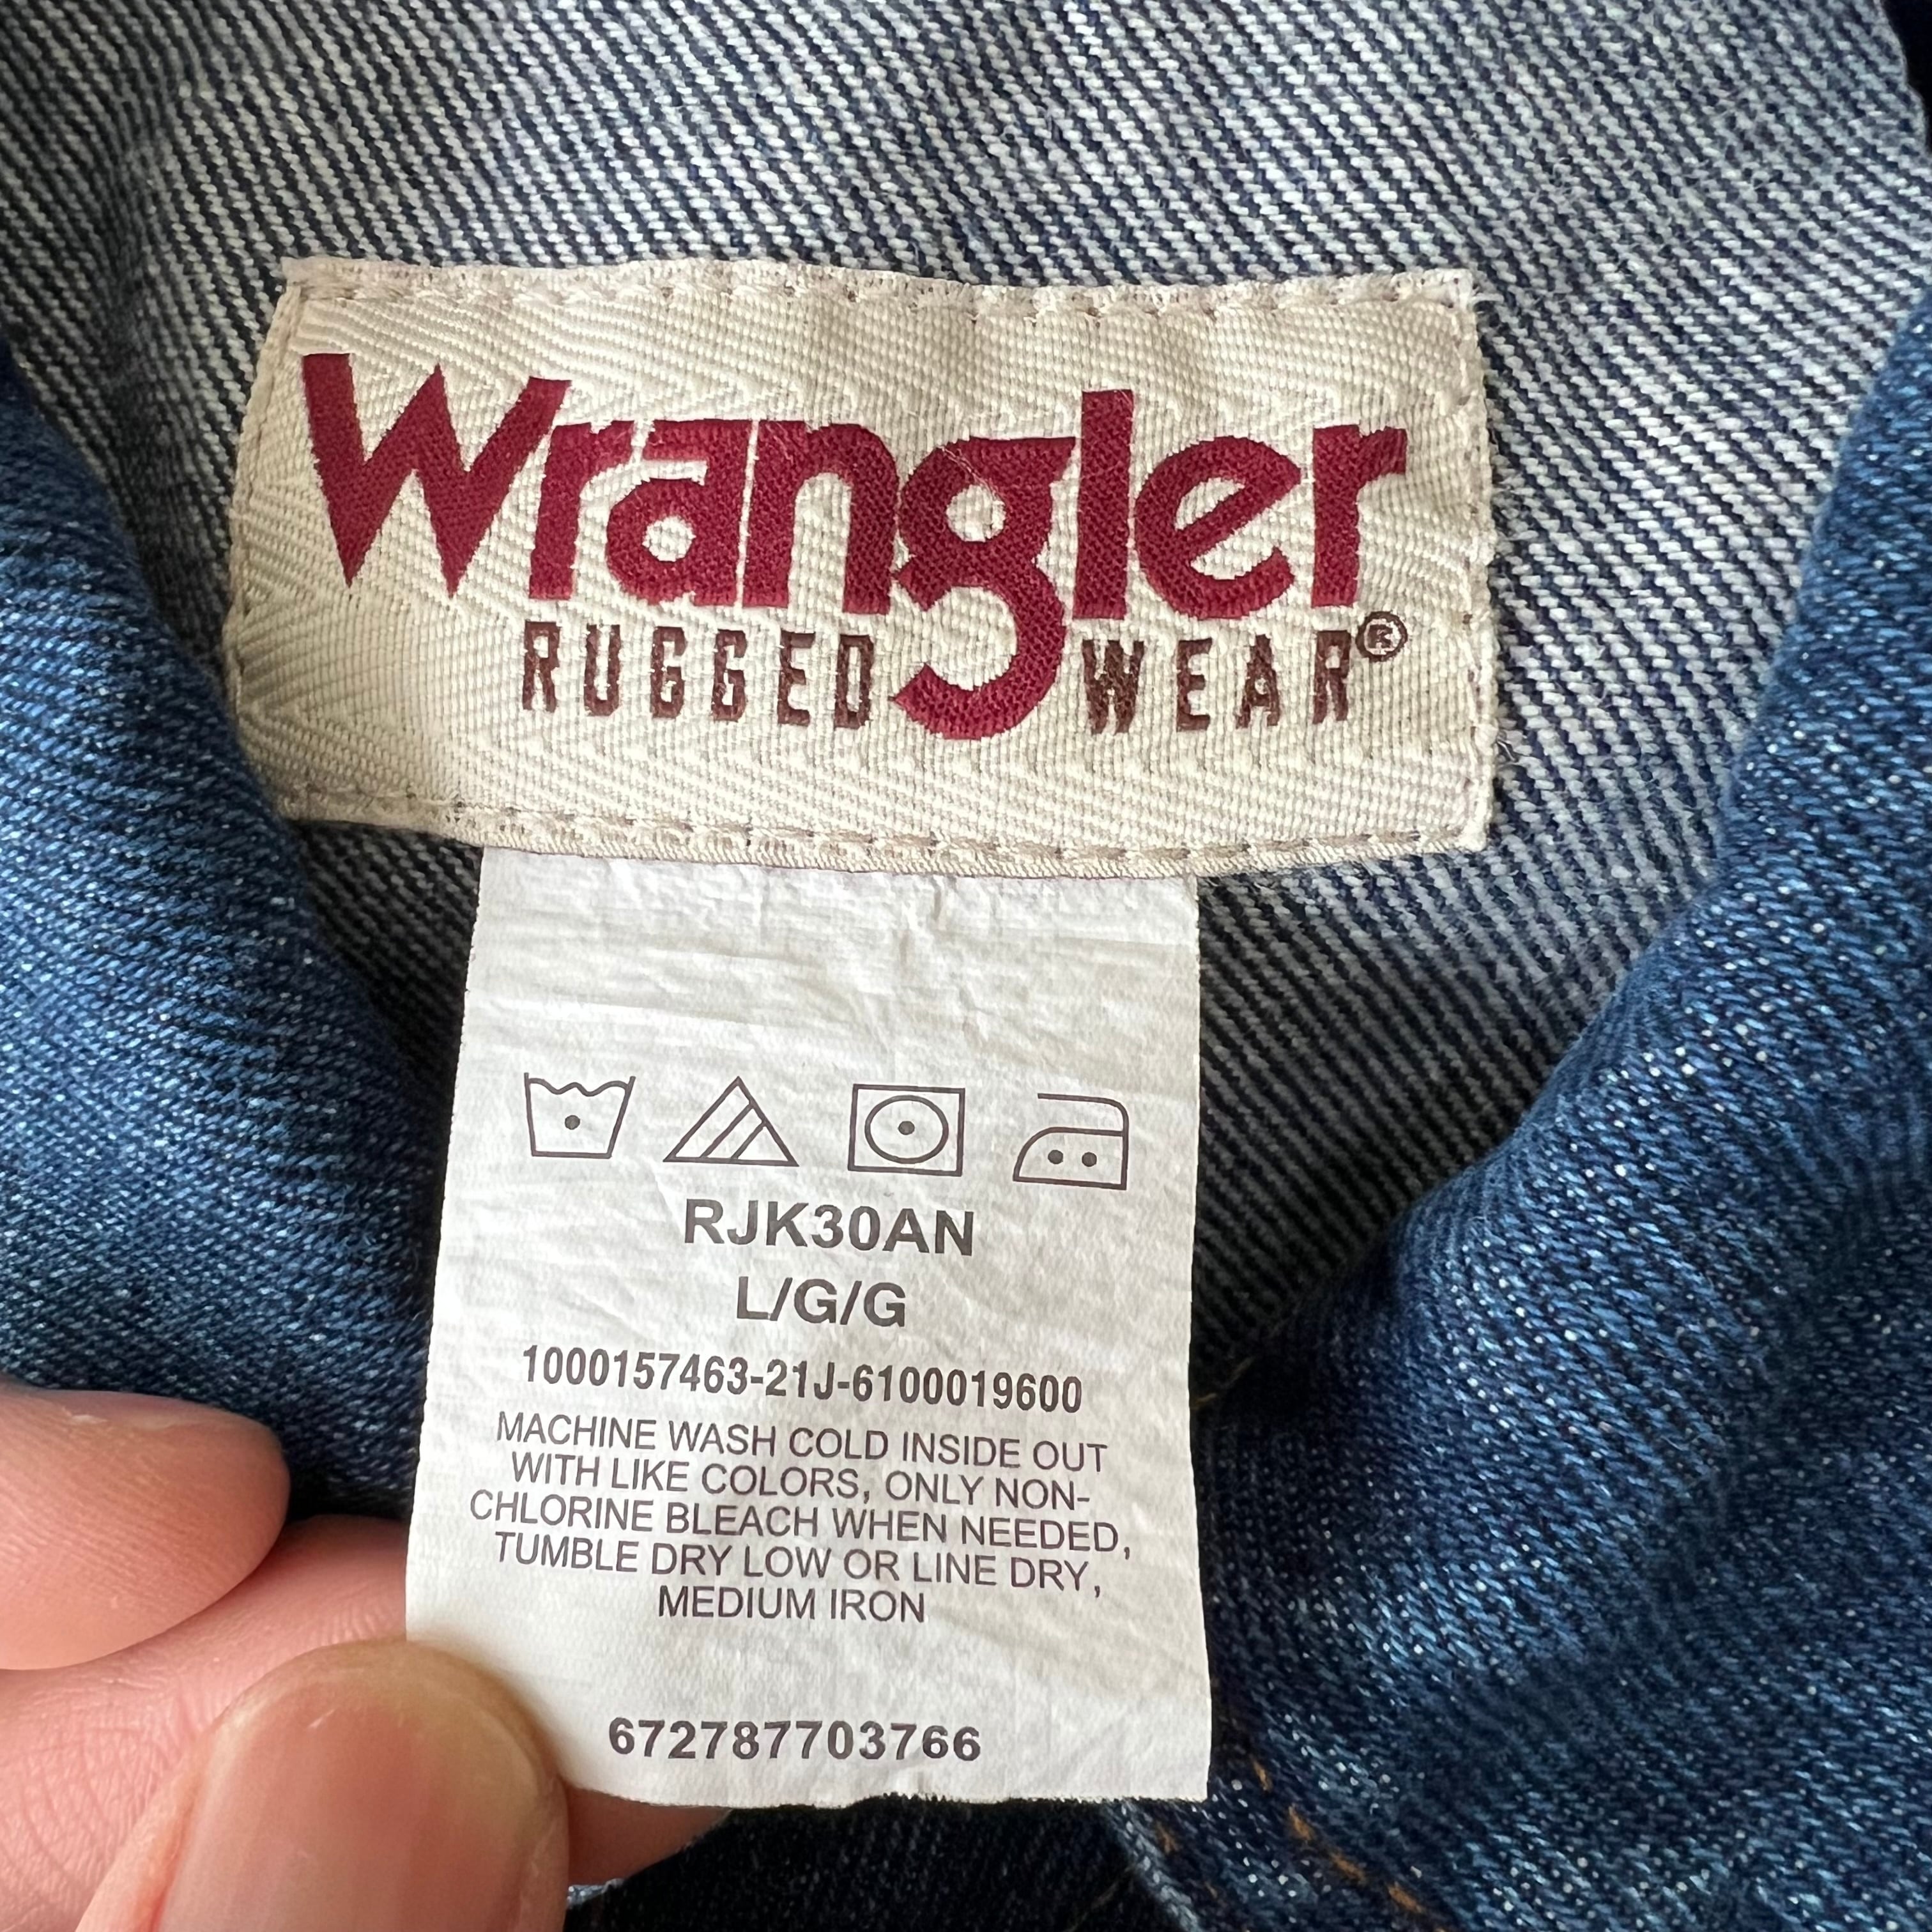 Wrangler
RUGGED WEAR®
RJK30AN
L/G/G
1000157463-21J-6100019600
MACHINE WASH COLD INSIDE OUT
WITH LIKE COLORS, ONLY NON-
CHLORINE BLEACH WHEN NEEDED,
TUMBLE DRY LOW OR LINE DRY,
MEDIUM IRON
672787703766